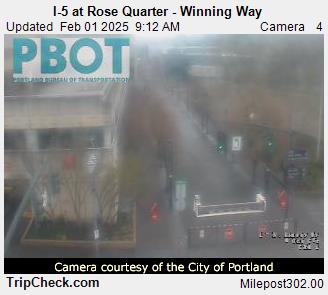 I-5 at Rose Quarter - Winning Way
Updated Feb 01 2025 9:12 AM Camera 4
PBOT
PORTLAND BUREAU OF TRANSPORTATION
Camera courtesy of the City of Portland
TripCheck.com Milepost302.00